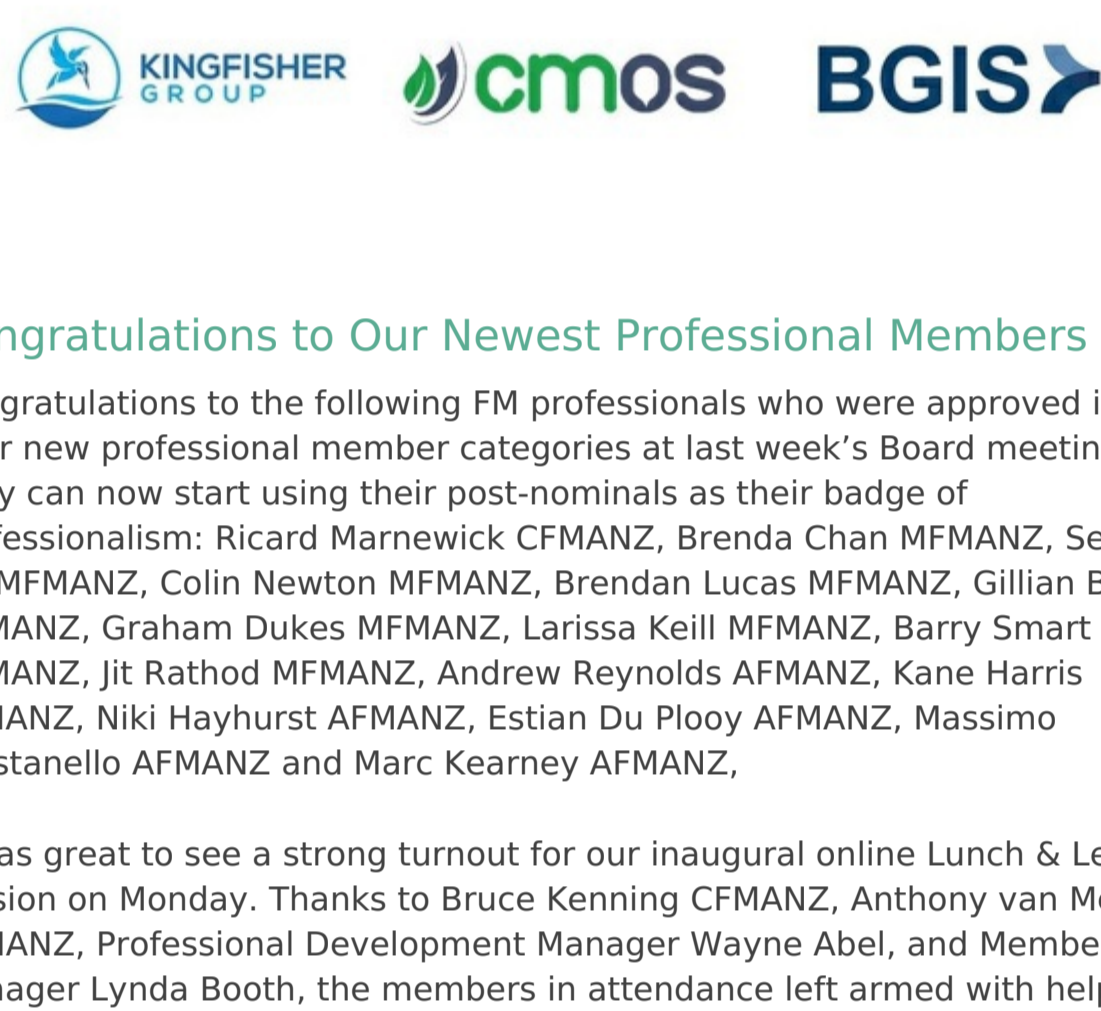 KINGFISHER
GROUP
cmos
BGIS
ngratulations to Our Newest Professional Members
gratulations to the following FM professionals who were approved i
r new professional member categories at last week’s Board meetin
y can now start using their post-nominals as their badge of
essionalism: Ricard Marnewick CFMANZ, Brenda Chan MFMANZ, Se
MFMANZ, Colin Newton MFMANZ, Brendan Lucas MFMANZ, Gillian B
MANZ, Graham Dukes MFMANZ, Larissa Keill MFMANZ, Barry Smart
MANZ, Jit Rathod MFMANZ, Andrew Reynolds AFMANZ, Kane Harris
MANZ, Niki Hayhurst AFMANZ, Estian Du Plooy AFMANZ, Massimo
stanello AFMANZ and Marc Kearney AFMANZ,
as great to see a strong turnout for our inaugural online Lunch & Le
sion on Monday. Thanks to Bruce Kenning CFMANZ, Anthony van M
MANZ, Professional Development Manager Wayne Abel, and Membe
ager Lynda Booth, the members in attendance left armed with help